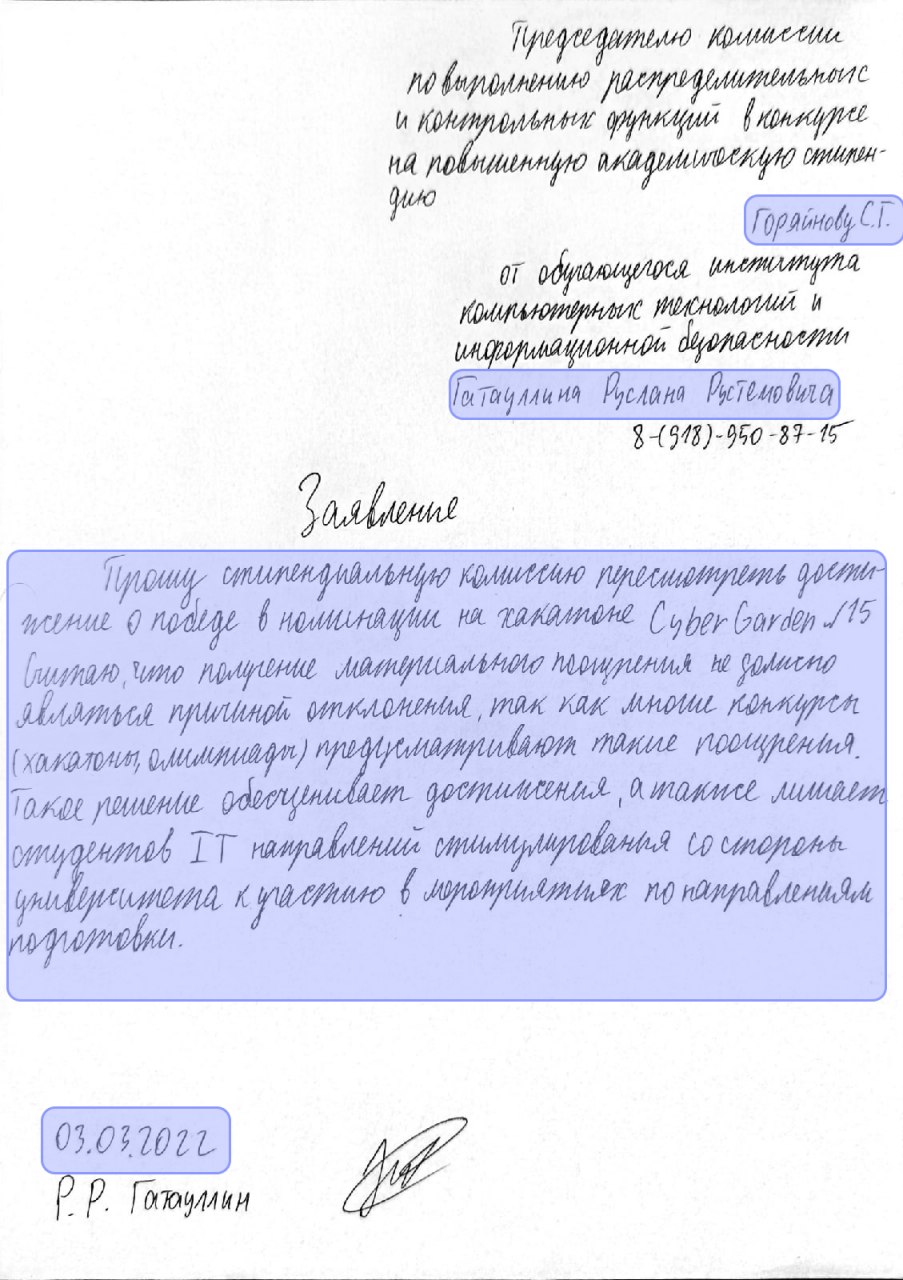 Председателю комиссии
по выполнению распределительных
и контрольных функций в конкурсе
на повышенную академическую стипен-
дию
Горяйнову С.Г.
от обучающегося института
компьютерных технологий и
информационной безопасности
Гатауллина Руслана Рустемовича
8-(918)-950-87-15
Заявление
Прошу стипендиальную комиссию пересмотреть дости-
жение о победе в номинации на хакатоне CyberGarden №15
Считаю, что получение материального поощрения не должно
являться причиной отклонения, так как многие конкурсы
(хакатоны, олимпиады) предусматривают такие поощрения.
Такое решение обесценивает достижения, а также лишает
студентов IT направлений стимулирования со стороны
университета к участию в мероприятиях по направлениям
подготовки.
03.03.2022
Р. Р. Гатауллин